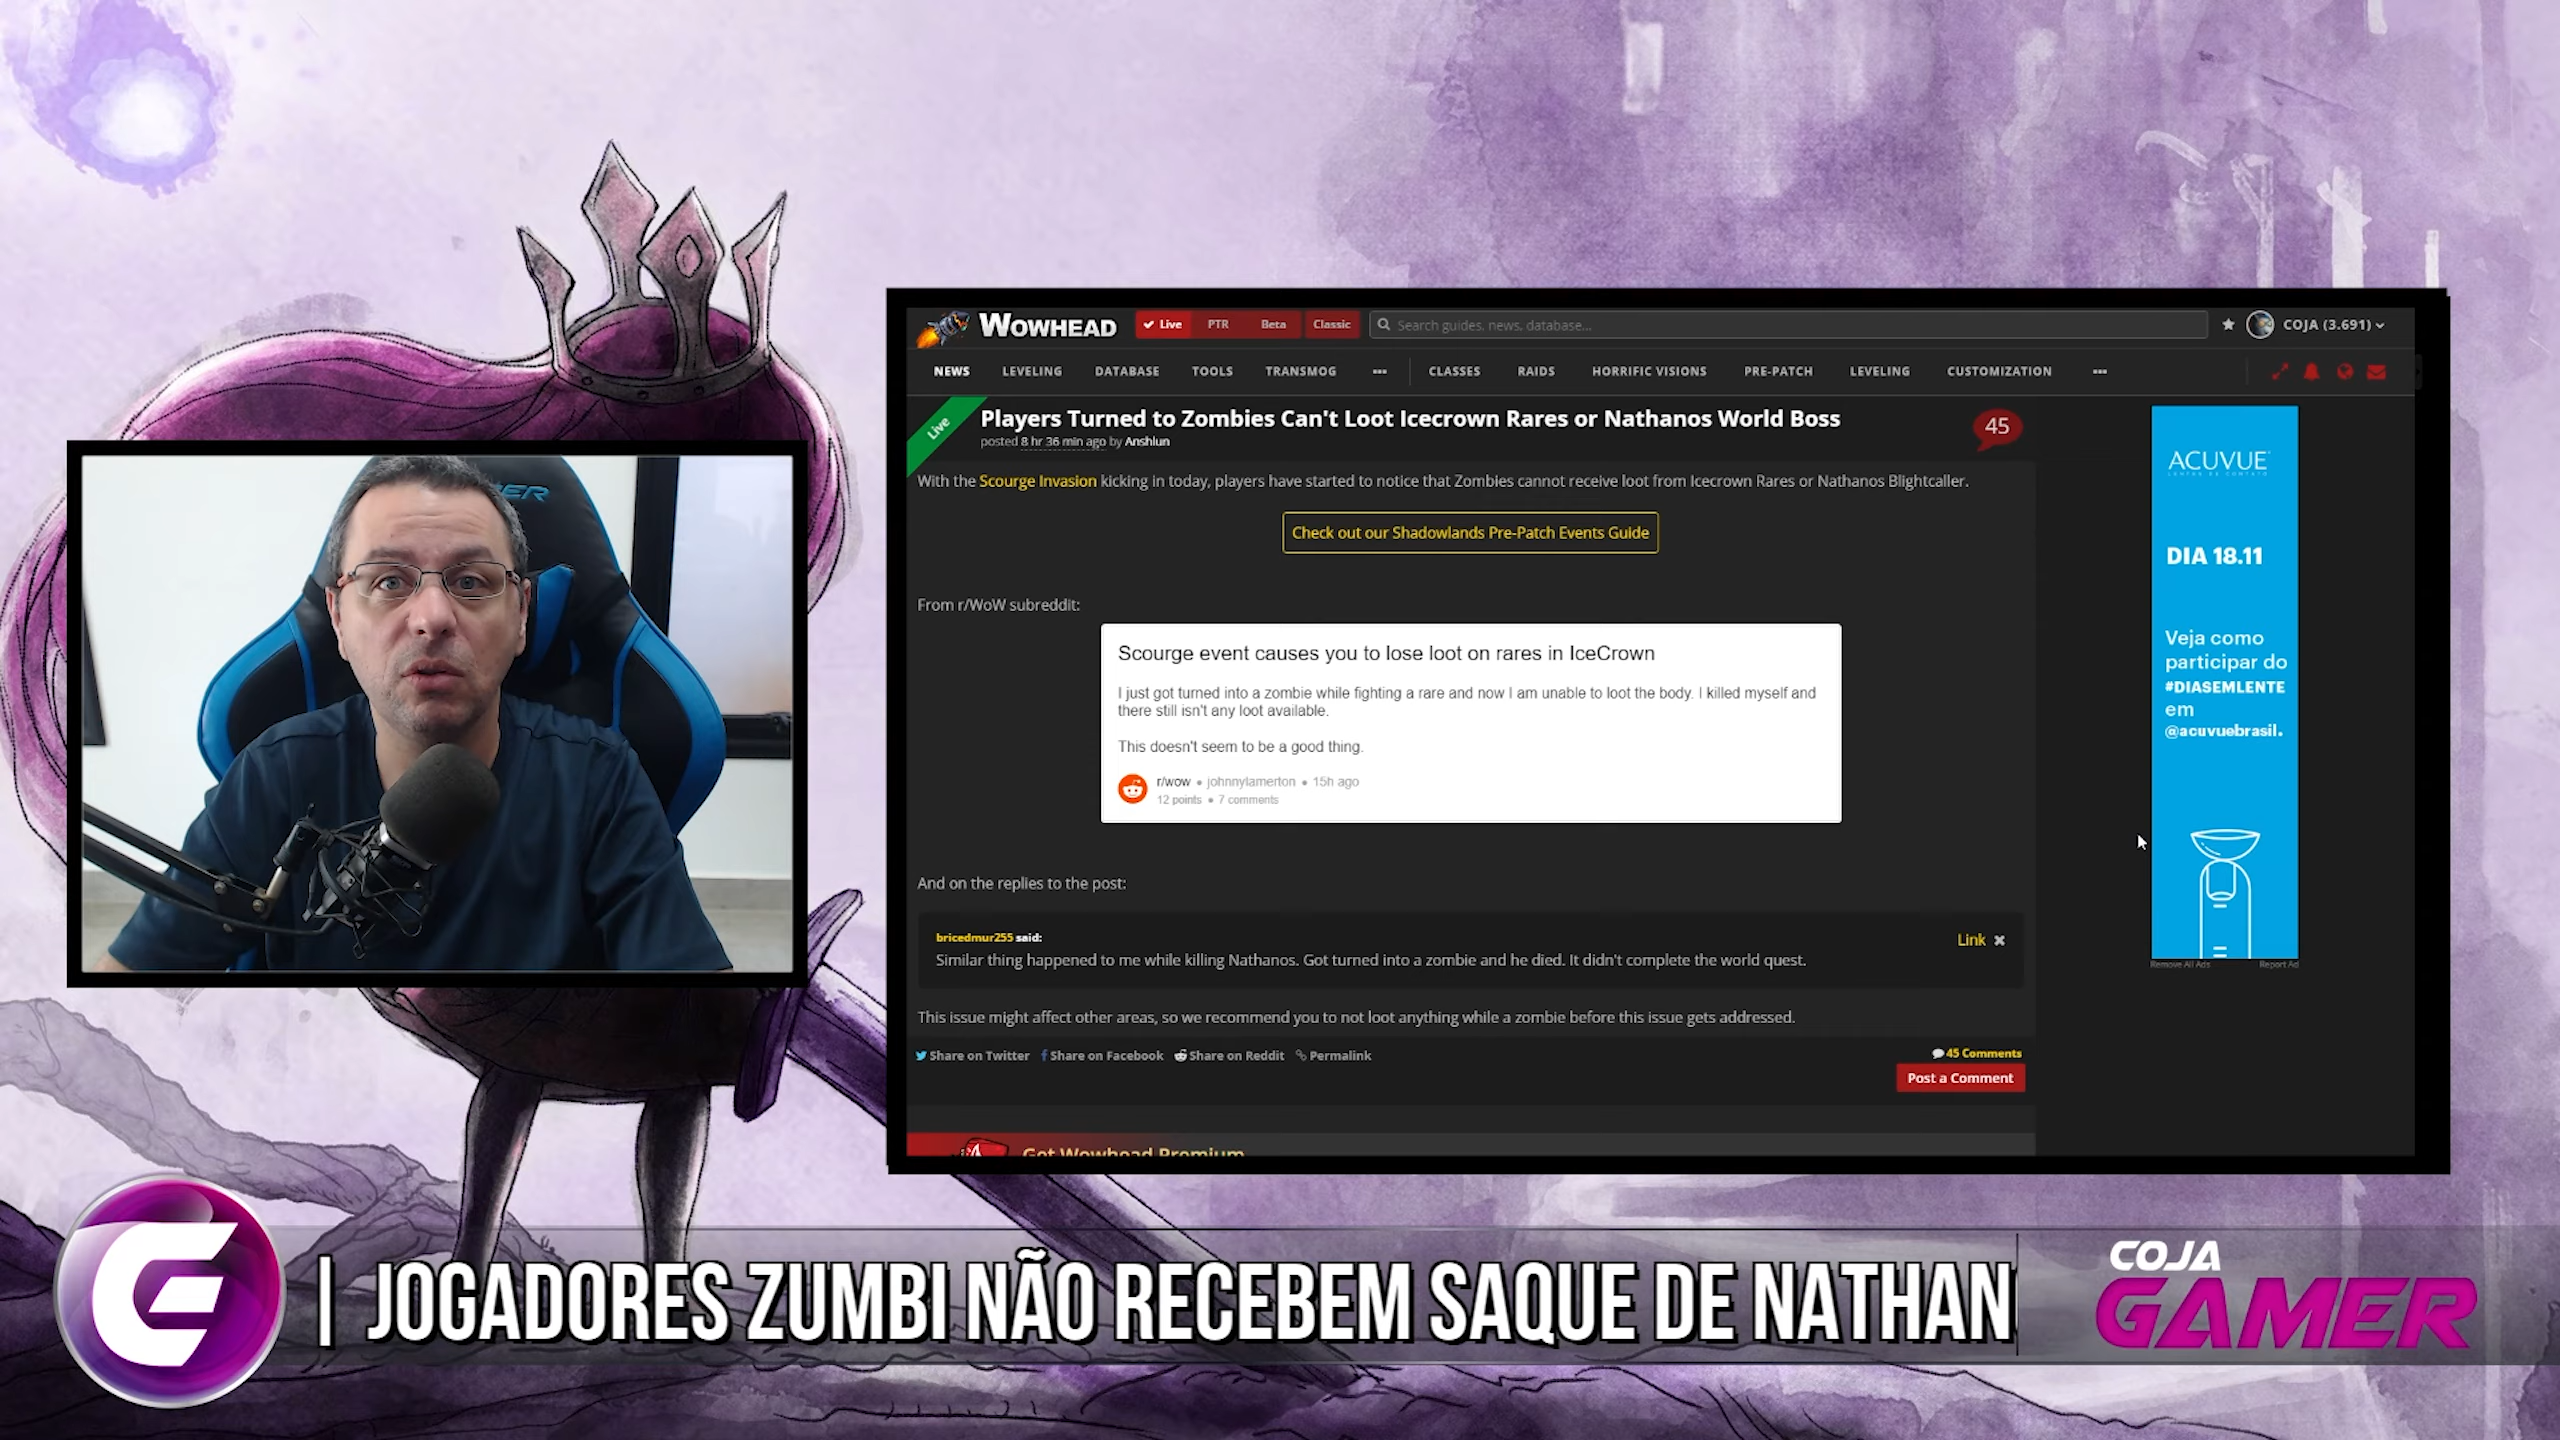 WOWHEAD
Live PTR Beta Classic
Search guides, news, database...
COJA (3.691)
NEWS LEVELING DATABASE TOOLS TRANSMOG ••• CLASSES RAIDS HORRIFIC VISIONS PRE-PATCH LEVELING CUSTOMIZATION •••
Live
Players Turned to Zombies Can't Loot Icecrown Rares or Nathanos World Boss
45
posted 8 hr 36 min ago by Anshlun
With the Scourge Invasion kicking in today, players have started to notice that Zombies cannot receive loot from Icecrown Rares or Nathanos Blightcaller.
Check out our Shadowlands Pre-Patch Events Guide
From r/WoW subreddit:
Scourge event causes you to lose loot on rares in IceCrown
I just got turned into a zombie while fighting a rare and now I am unable to loot the body. I killed myself and
there still isn't any loot available.
This doesn't seem to be a good thing.
r/wow • johnnylamerton • 15h ago
12 points • 7 comments
And on the replies to the post:
bricedmur255 said:
Link ×
Similar thing happened to me while killing Nathanos. Got turned into a zombie and he died. It didn't complete the world quest.
This issue might affect other areas, so we recommend you to not loot anything while a zombie before this issue gets addressed.
Share on Twitter Share on Facebook Share on Reddit Permalink
45 Comments
Post a Comment
Get Wowhead Premium
ACUVUE
LENTES DE CONTATO
DIA 18.11
Veja como
participar do
#DIASEMLENTE
em
@acuvuebrasil.
Remove All Ads Report Ad
| JOGADORES ZUMBI NÃO RECEBEM SAQUE DE NATHAN
COJA
GAMER